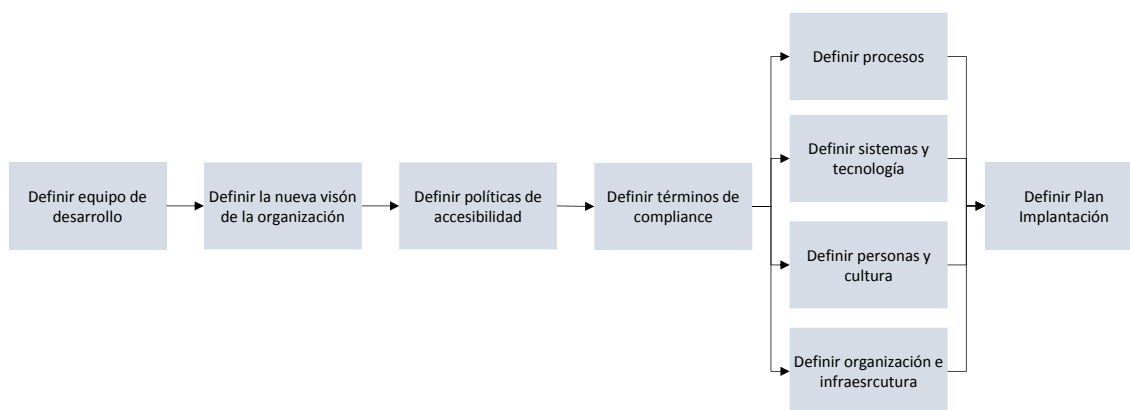 Definir equipo de
desarrollo
Definir la nueva visón
de la organización
Definir políticas de
accesibilidad
Definir términos de
compliance
Definir procesos
Definir sistemas y
tecnología
Definir personas y
cultura
Definir organización e
infraesrcutura
Definir Plan
Implantación